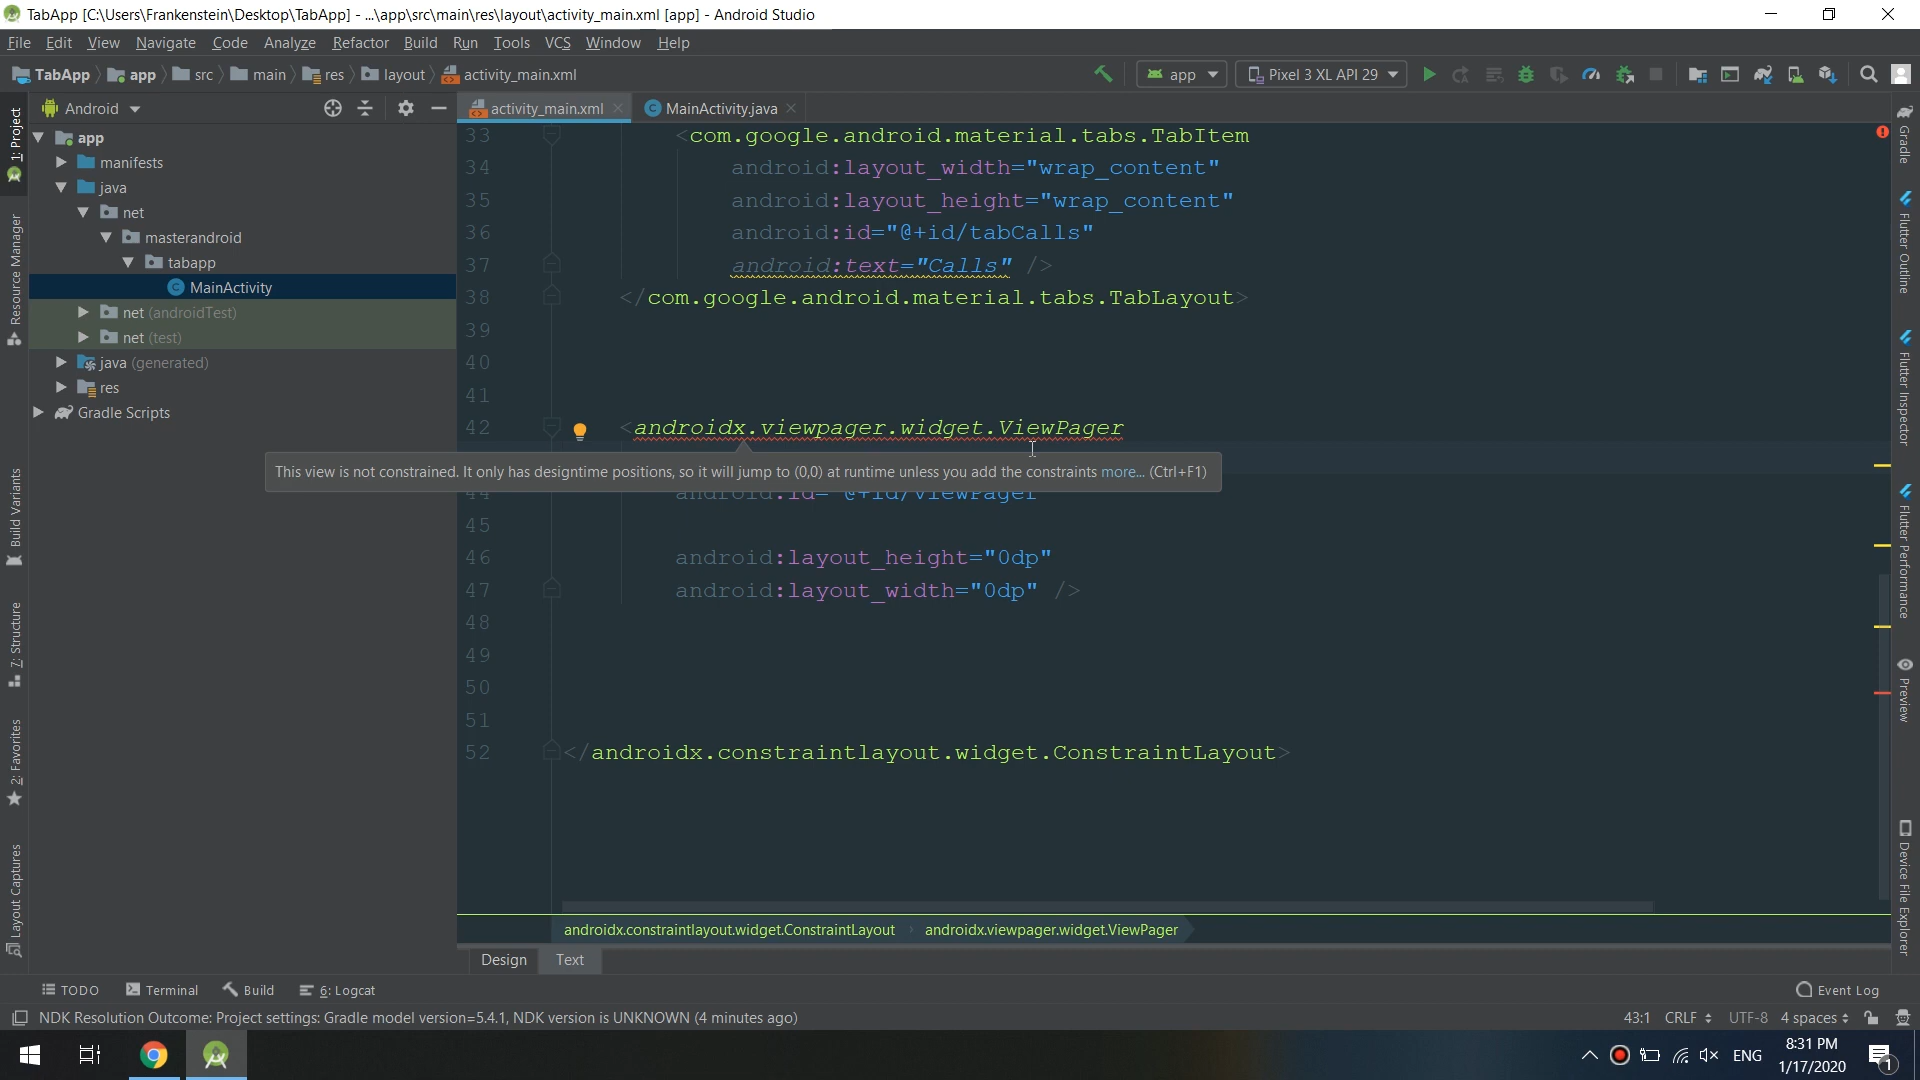 TabApp [C:\Users\Frankenstein\Desktop\TabApp] - ...\app\src\main\res\layout\activity_main.xml [app] - Android Studio
File Edit View Navigate Code Analyze Refactor Build Run Tools VCS Window Help
TabApp app src main res layout activity_main.xml
app Pixel 3 XL API 29
Android
activity_main.xml MainActivity.java
app
manifests
java
net
masterandroid
tabapp
MainActivity
net (androidTest)
net (test)
java (generated)
res
Gradle Scripts
1: Project
Resource Manager
Build Variants
7: Structure
2: Favorites
Layout Captures
33 <com.google.android.material.tabs.TabItem
34 android:layout_width="wrap_content"
35 android:layout_height="wrap_content"
36 android:id="@+id/tabCalls"
37 android:text="Calls" />
38 </com.google.android.material.tabs.TabLayout>
39
40
41
42 <androidx.viewpager.widget.ViewPager
This view is not constrained. It only has designtime positions, so it will jump to (0,0) at runtime unless you add the constraints more... (Ctrl+F1)
44 android:id="@+id/viewPager"
45
46 android:layout_height="0dp"
47 android:layout_width="0dp" />
48
49
50
51
52 </androidx.constraintlayout.widget.ConstraintLayout>
androidx.constraintlayout.widget.ConstraintLayout androidx.viewpager.widget.ViewPager
Design Text
Gradle
Flutter Outline
Flutter Inspector
Flutter Performance
Preview
Device File Explorer
TODO Terminal Build 6: Logcat Event Log
NDK Resolution Outcome: Project settings: Gradle model version=5.4.1, NDK version is UNKNOWN (4 minutes ago) 43:1 CRLF UTF-8 4 spaces
ENG
8:31 PM
1/17/2020
1